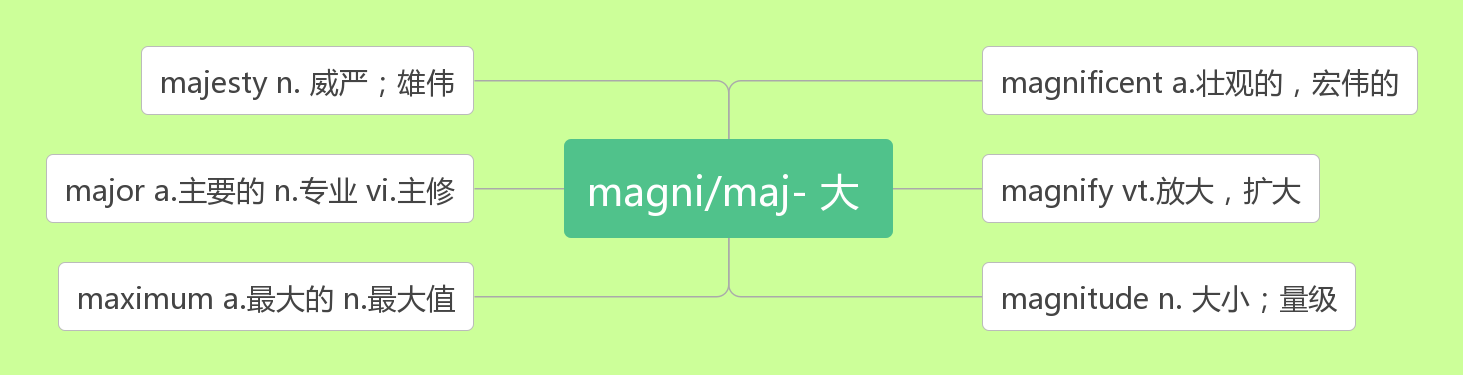 majesty n. 威严；雄伟
major a.主要的 n.专业 vi.主修
maximum a.最大的 n.最大值
magni/maj- 大
magnificent a.壮观的，宏伟的
magnify vt.放大，扩大
magnitude n. 大小；量级